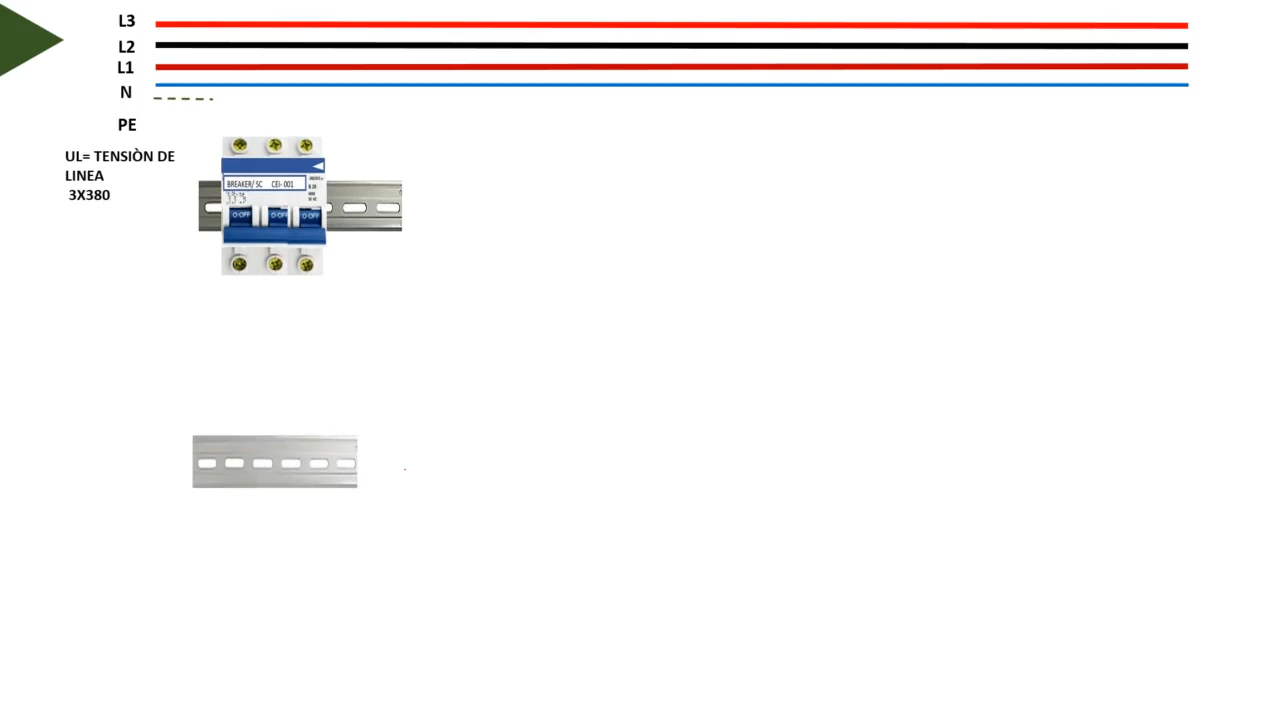 L3
L2
L1
N
PE
UL= TENSIÒN DE
LINEA
3X380
BREAKER/ SC CEI- 001
O-OFF O-OFF O-OFF